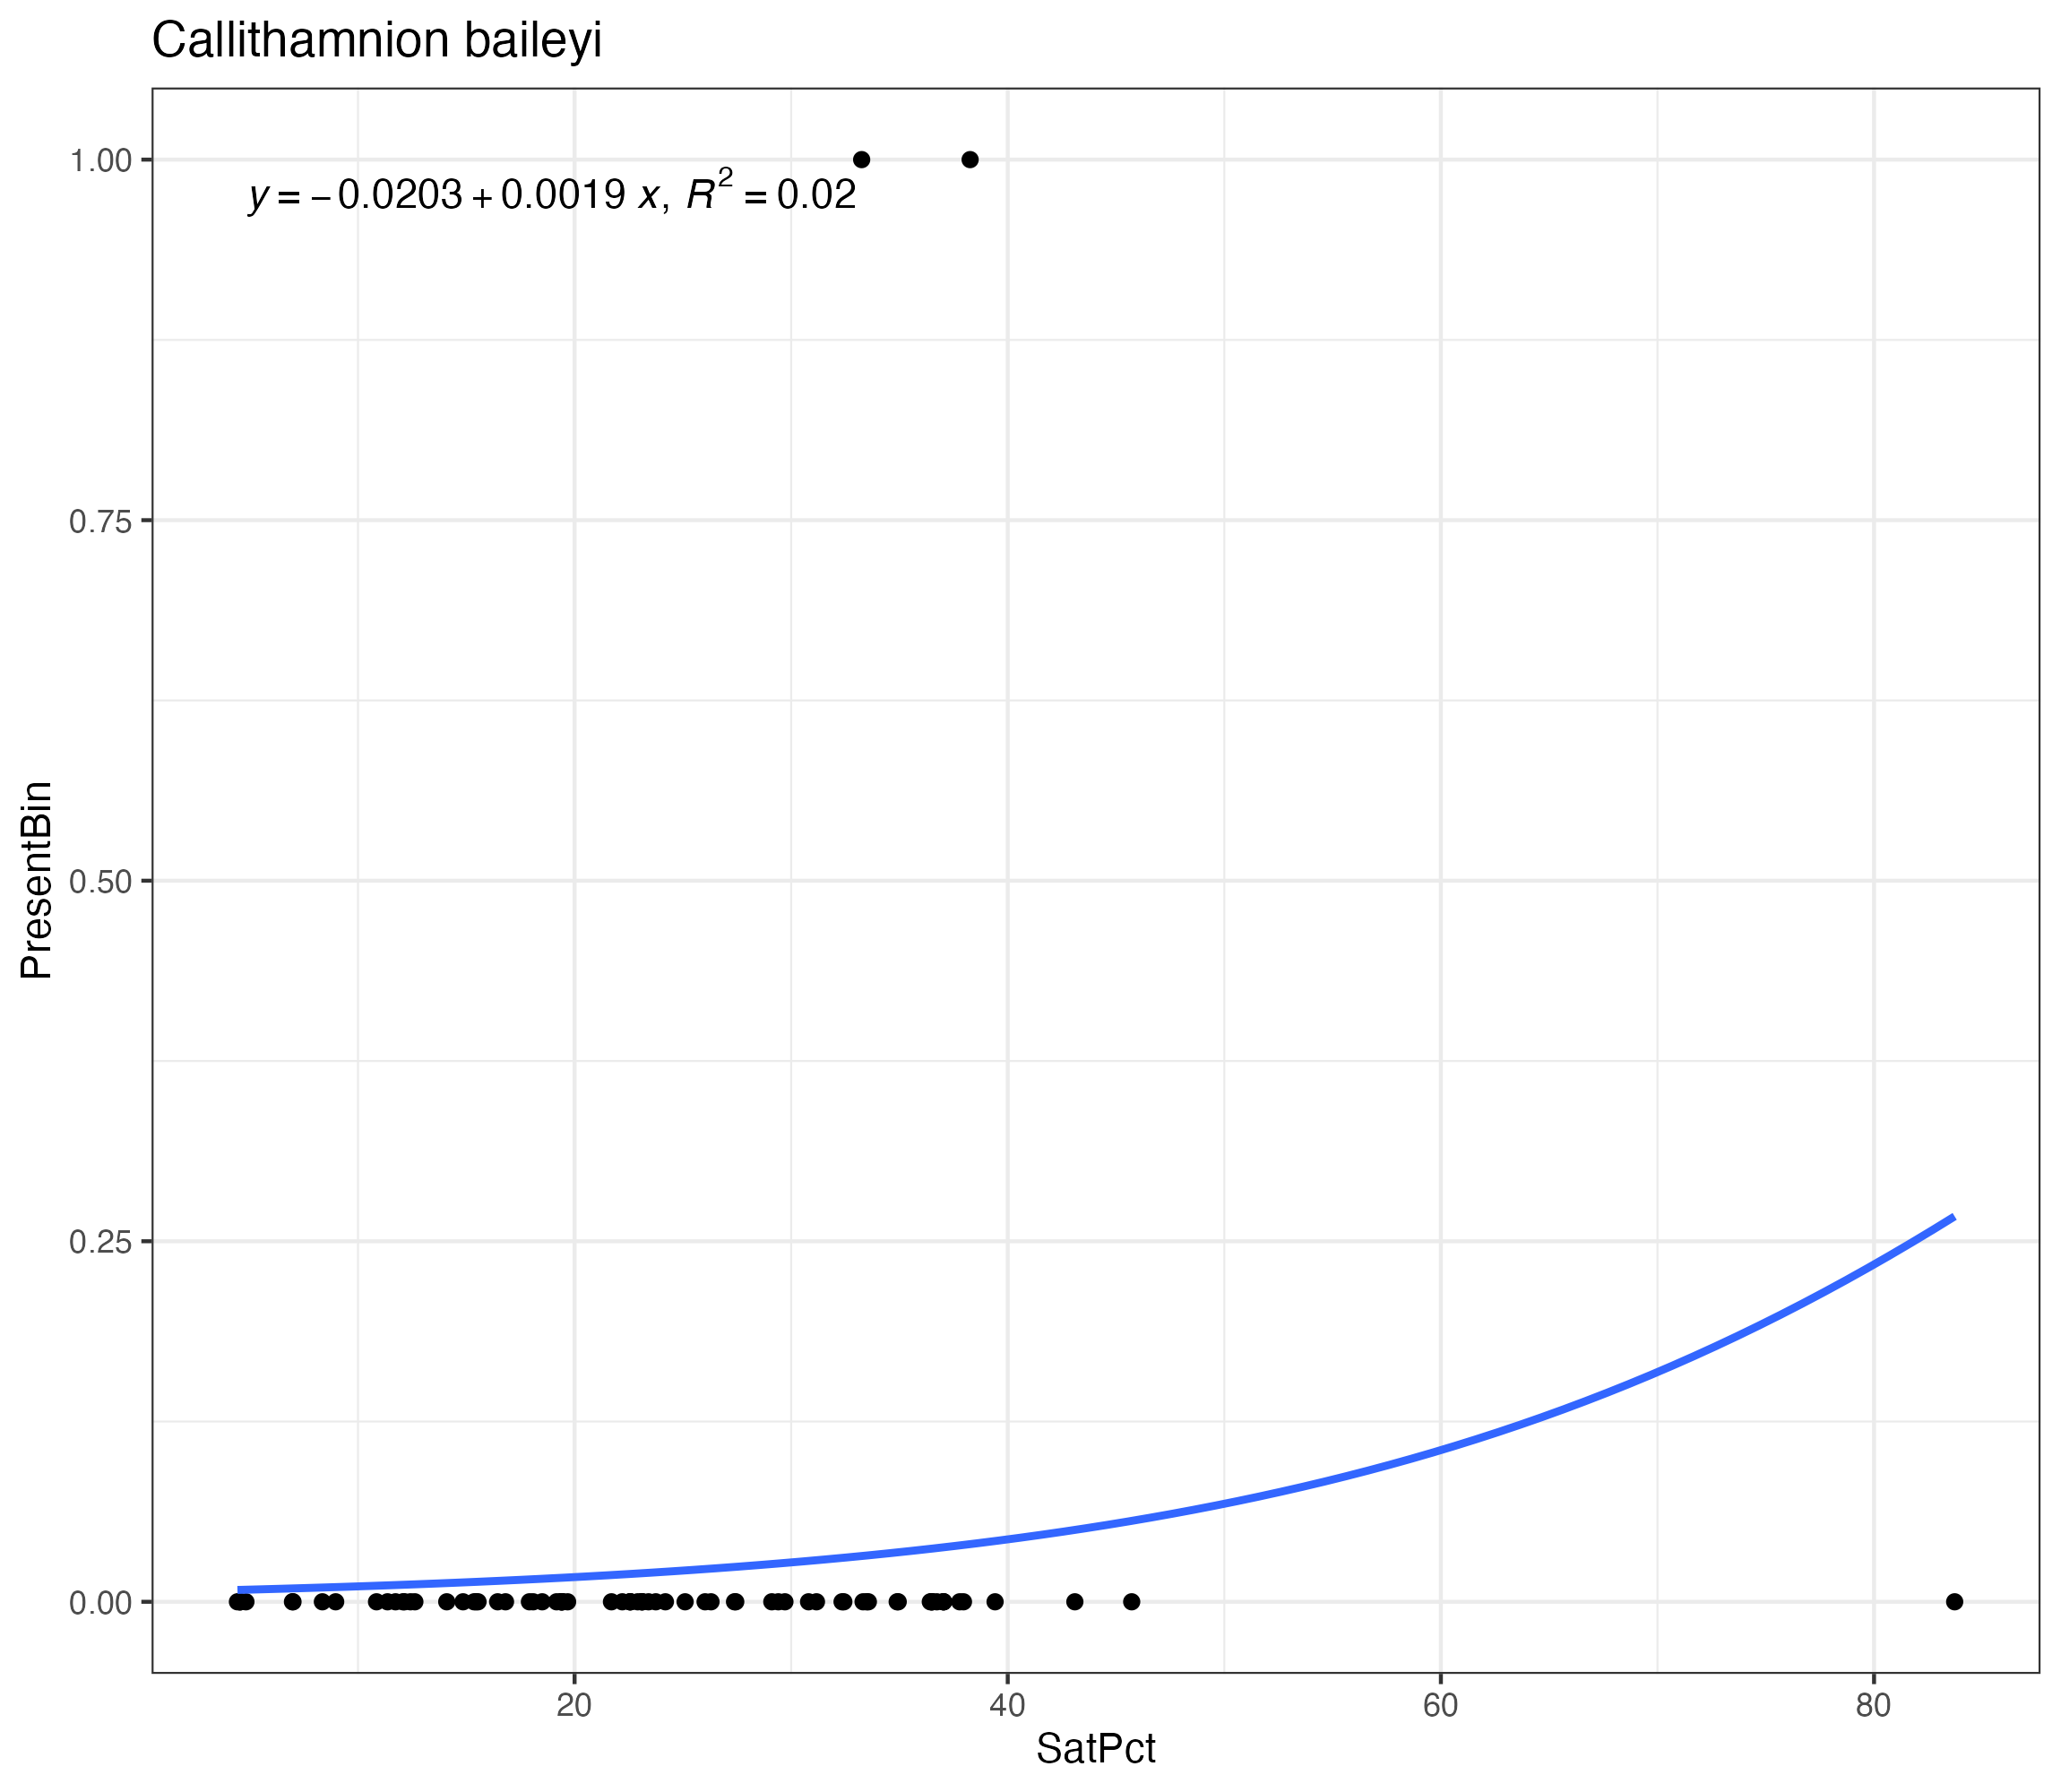 Callithamnion baileyi
1.00
y = −0.0203 + 0.0019 x, R² = 0.02
0.75
PresentBin
0.50
0.25
0.00
20 40 60 80
SatPct